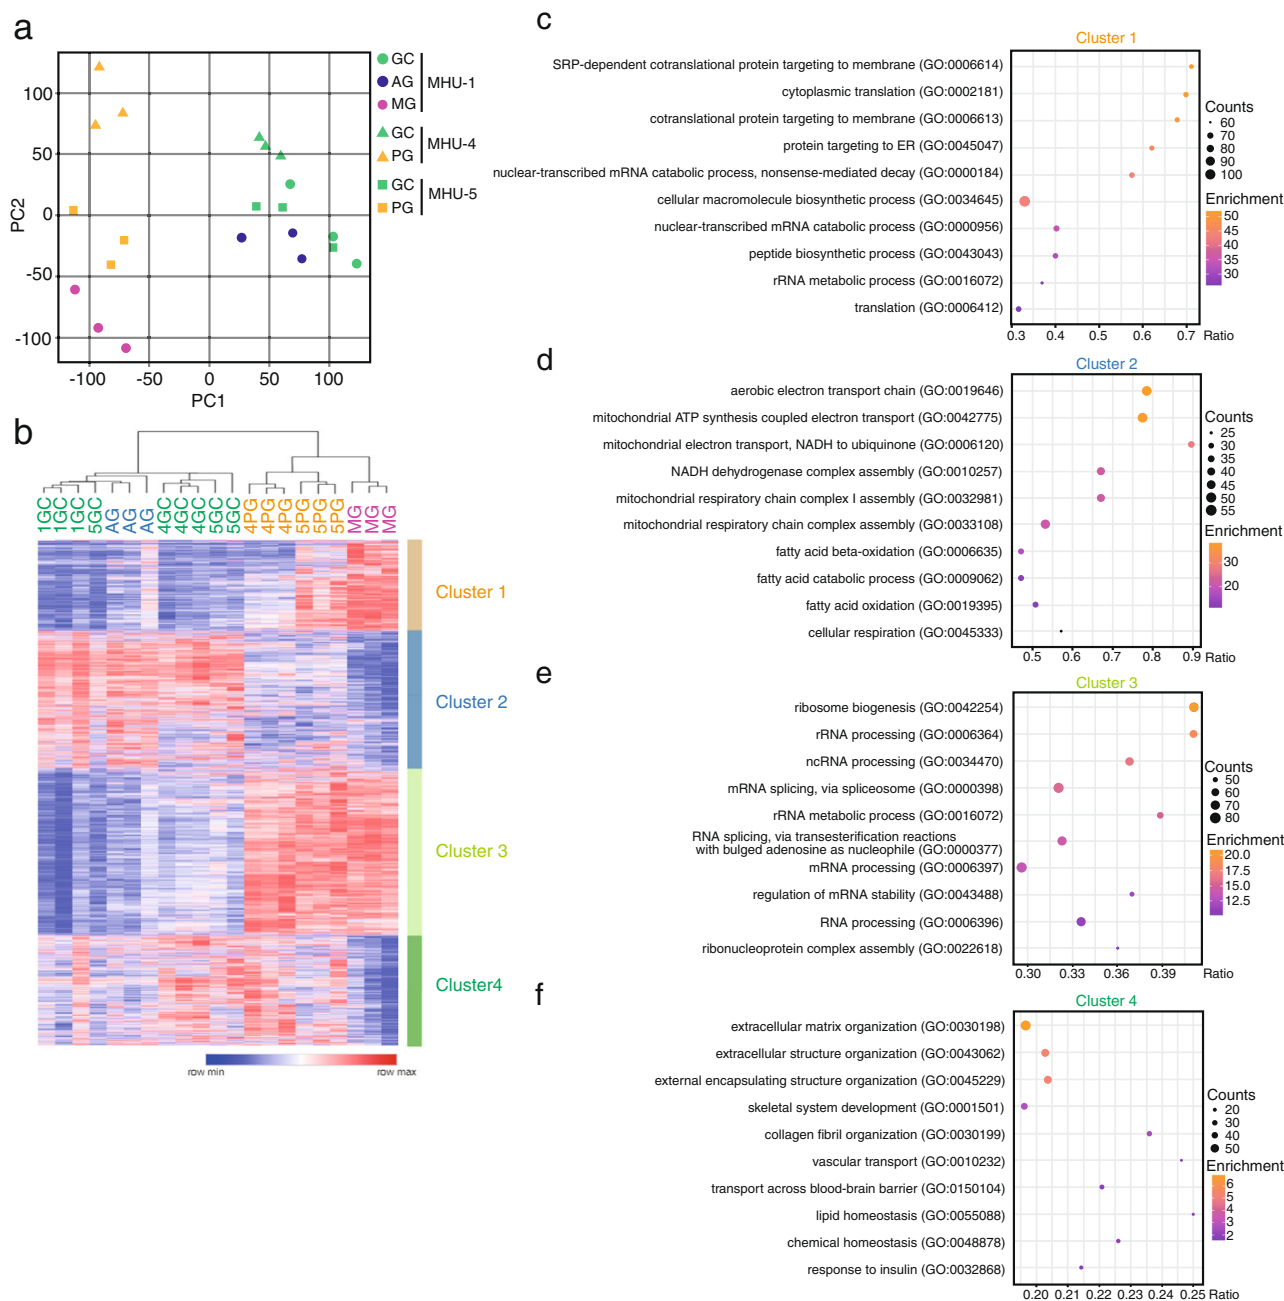 a
GC
AG
MG
MHU-1
GC
PG
MHU-4
GC
PG
MHU-5
100
50
0
-50
-100
PC2
-100
-50
0
50
100
PC1
b
1GC
1GC
1GC
5GC
AG
AG
AG
4GC
4GC
4GC
5GC
5GC
4PG
4PG
4PG
5PG
5PG
5PG
MG
MG
MG
Cluster 1
Cluster 2
Cluster 3
Cluster4
row min
row max
c
Cluster 1
SRP-dependent cotranslational protein targeting to membrane (GO:0006614)
cytoplasmic translation (GO:0002181)
cotranslational protein targeting to membrane (GO:0006613)
protein targeting to ER (GO:0045047)
nuclear-transcribed mRNA catabolic process, nonsense-mediated decay (GO:0000184)
cellular macromolecule biosynthetic process (GO:0034645)
nuclear-transcribed mRNA catabolic process (GO:0000956)
peptide biosynthetic process (GO:0043043)
rRNA metabolic process (GO:0016072)
translation (GO:0006412)
0.3
0.4
0.5
0.6
0.7
Ratio
Counts
60
70
80
90
100
Enrichment
50
45
40
35
30
d
Cluster 2
aerobic electron transport chain (GO:0019646)
mitochondrial ATP synthesis coupled electron transport (GO:0042775)
mitochondrial electron transport, NADH to ubiquinone (GO:0006120)
NADH dehydrogenase complex assembly (GO:0010257)
mitochondrial respiratory chain complex I assembly (GO:0032981)
mitochondrial respiratory chain complex assembly (GO:0033108)
fatty acid beta-oxidation (GO:0006635)
fatty acid catabolic process (GO:0009062)
fatty acid oxidation (GO:0019395)
cellular respiration (GO:0045333)
0.5
0.6
0.7
0.8
0.9
Ratio
Counts
25
30
35
40
45
50
55
Enrichment
30
20
e
Cluster 3
ribosome biogenesis (GO:0042254)
rRNA processing (GO:0006364)
ncRNA processing (GO:0034470)
mRNA splicing, via spliceosome (GO:0000398)
rRNA metabolic process (GO:0016072)
RNA splicing, via transesterification reactions
with bulged adenosine as nucleophile (GO:0000377)
mRNA processing (GO:0006397)
regulation of mRNA stability (GO:0043488)
RNA processing (GO:0006396)
ribonucleoprotein complex assembly (GO:0022618)
0.30
0.33
0.36
0.39
Ratio
Counts
50
60
70
80
Enrichment
20.0
17.5
15.0
12.5
f
Cluster 4
extracellular matrix organization (GO:0030198)
extracellular structure organization (GO:0043062)
external encapsulating structure organization (GO:0045229)
skeletal system development (GO:0001501)
collagen fibril organization (GO:0030199)
vascular transport (GO:0010232)
transport across blood-brain barrier (GO:0150104)
lipid homeostasis (GO:0055088)
chemical homeostasis (GO:0048878)
response to insulin (GO:0032868)
0.20
0.21
0.22
0.23
0.24
0.25
Ratio
Counts
20
30
40
50
Enrichment
6
5
4
3
2